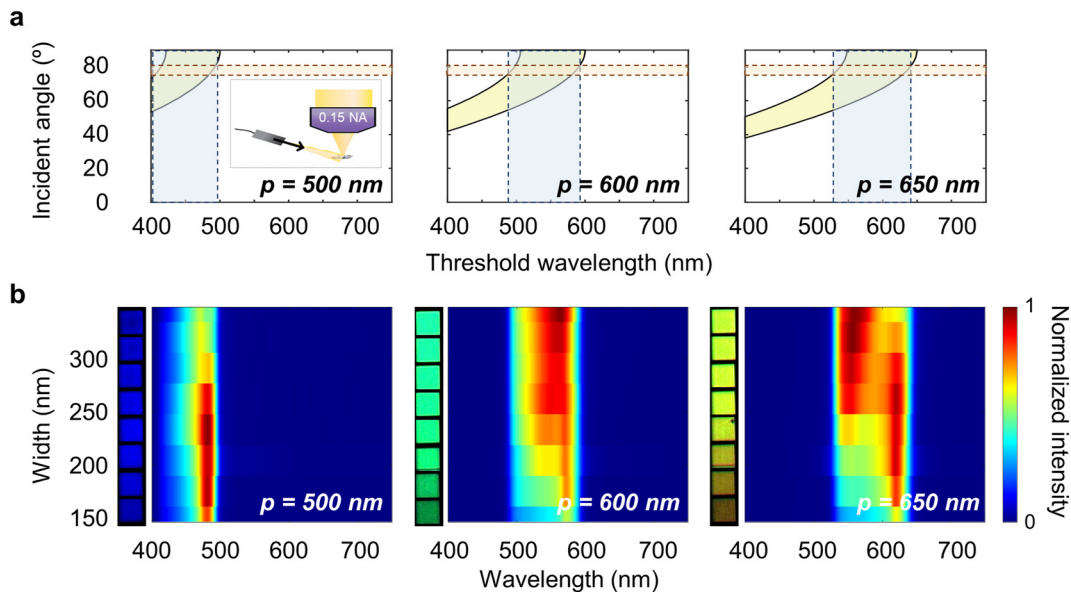 a
Incident angle (º)
80
60
40
20
0
0.15 NA
p = 500 nm
p = 600 nm
p = 650 nm
400 500 600 700
400 500 600 700
400 500 600 700
Threshold wavelength (nm)
b
Width (nm)
300
250
200
150
p = 500 nm
p = 600 nm
p = 650 nm
1
0
Normalized intensity
400 500 600 700
400 500 600 700
400 500 600 700
Wavelength (nm)